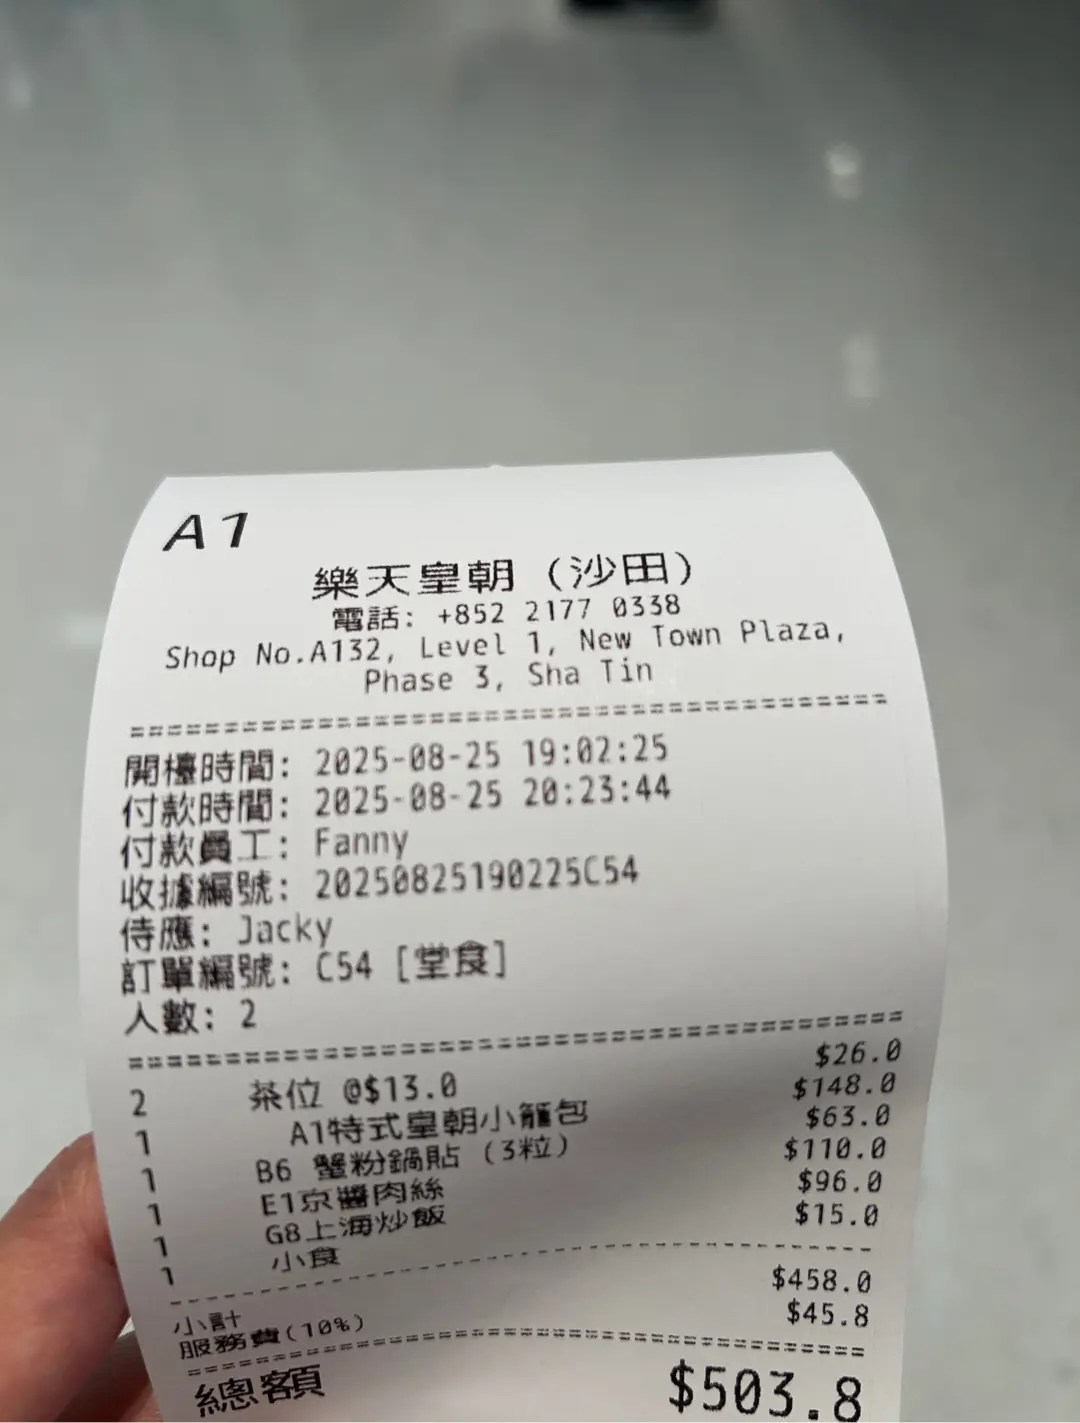 A1
樂天皇朝 (沙田)
電話: +852 2177 0338
Shop No.A132, Level 1, New Town Plaza,
Phase 3, Sha Tin
開檯時間: 2025-08-25 19:02:25
付款時間: 2025-08-25 20:23:44
付款員工: Fanny
收據編號: 20250825190225C54
侍應: Jacky
訂單編號: C54 [堂食]
人數: 2
2 茶位 @$13.0 $26.0
1 A1特式皇朝小籠包 $148.0
1 B6 蟹粉鍋貼 (3粒) $63.0
1 E1京醬肉絲 $110.0
1 G8上海炒飯 $96.0
1 小食 $15.0
小計 $458.0
服務費(10%) $45.8
總額 $503.8